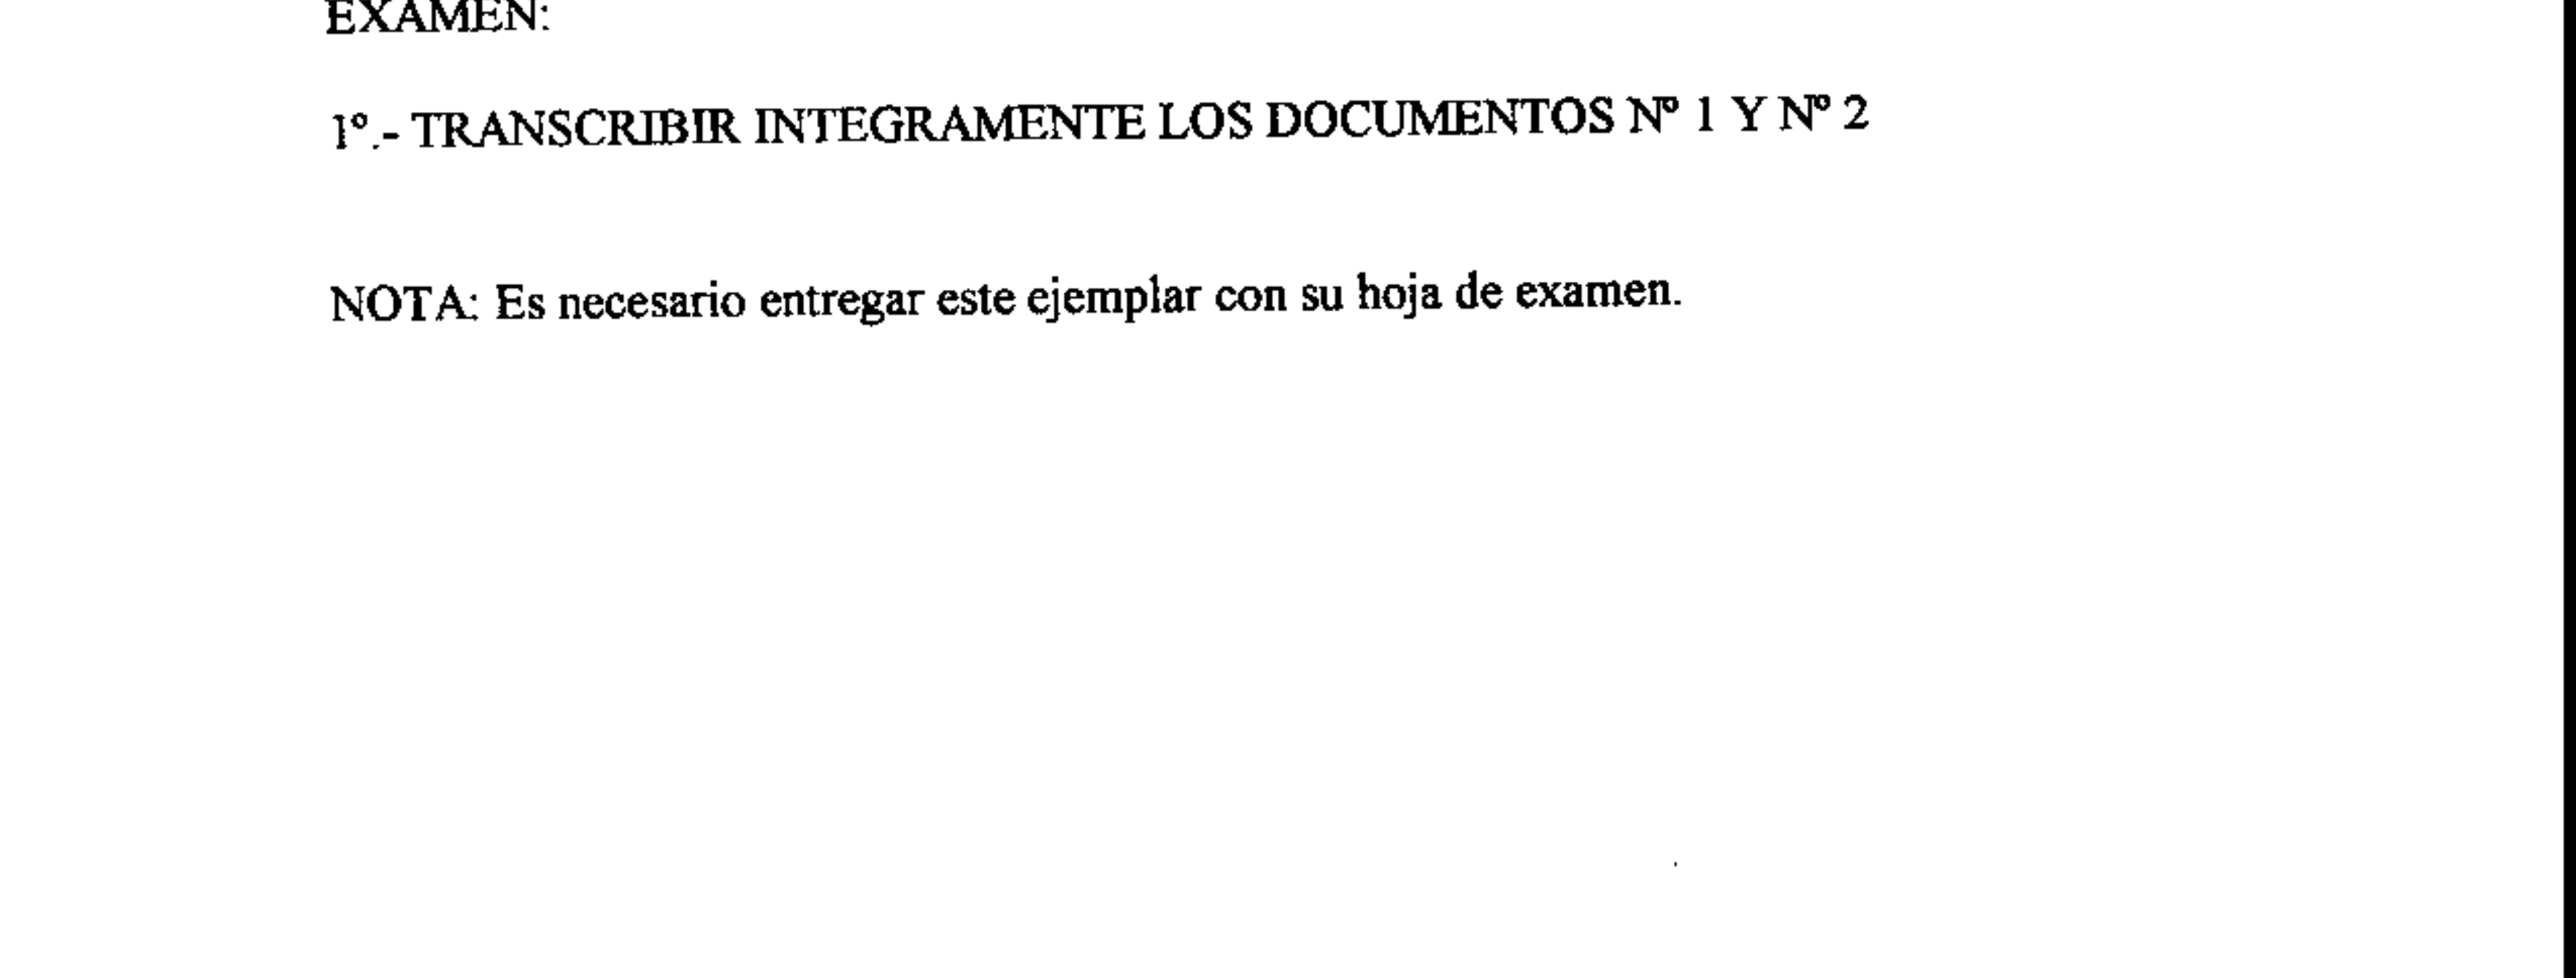 EXAMEN:
1º.- TRANSCRIBIR INTEGRAMENTE LOS DOCUMENTOS Nº 1 Y Nº 2
NOTA: Es necesario entregar este ejemplar con su hoja de examen.